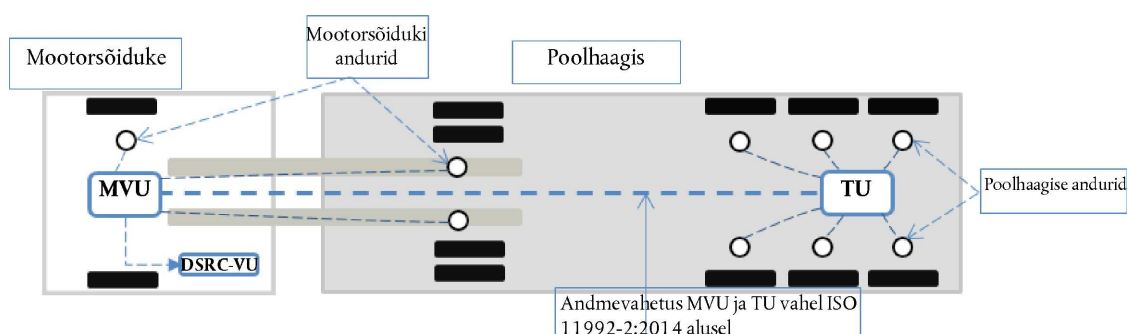 Mootorsõiduke
Mootorsõiduki
andurid
Poolhaagis
MVU
TU
Poolhaagise andurid
DSRC-VU
Andmevahetus MVU ja TU vahel ISO
11992-2:2014 alusel